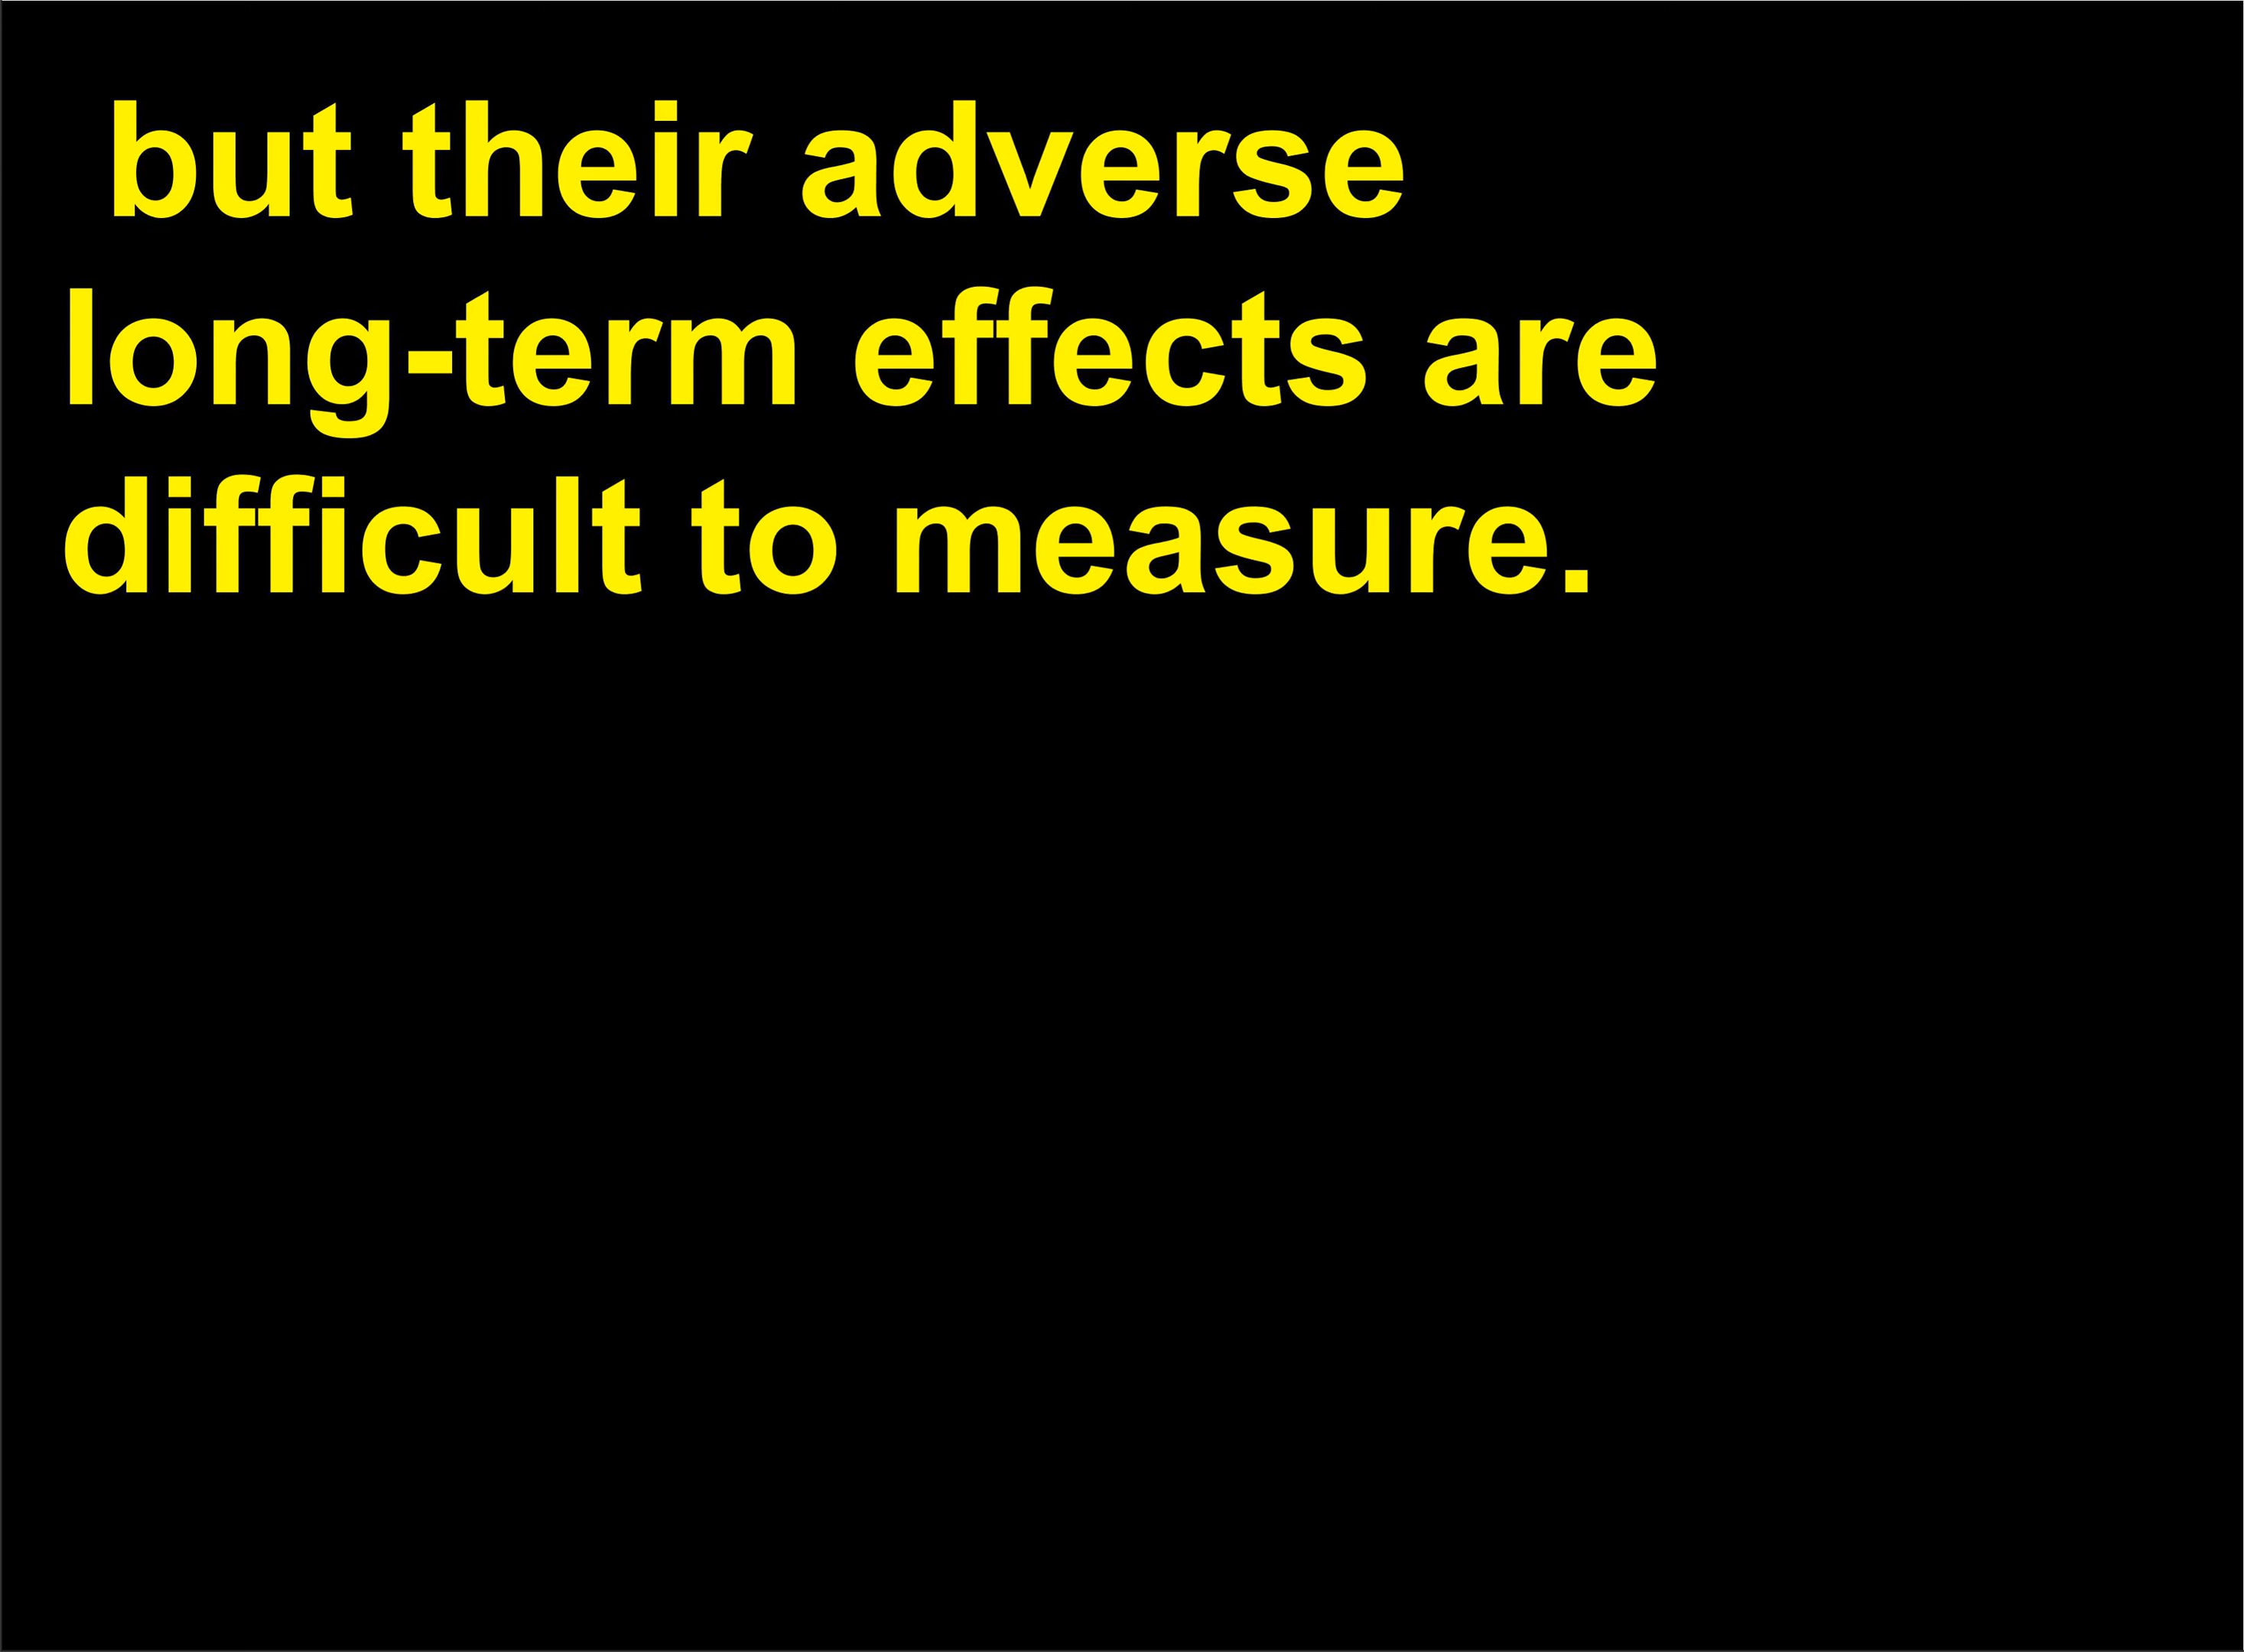 but their adverse
long-term effects are
difficult to measure.